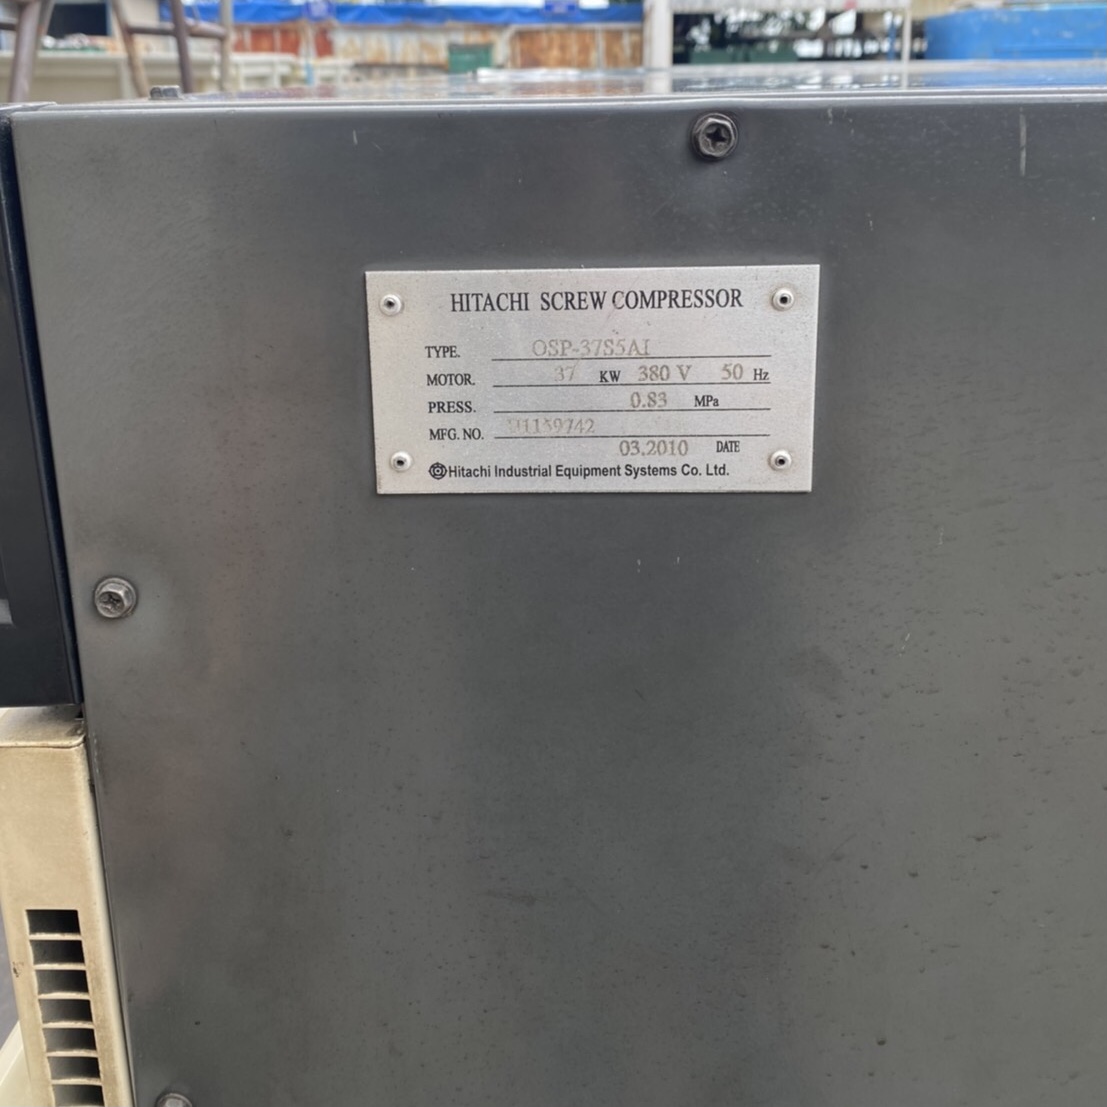 HITACHI SCREW COMPRESSOR
TYPE. OSP-37S5AI
MOTOR. 37 KW 380 V 50 Hz
PRESS. 0.83 MPa
MFG. NO.
03.2010 DATE
Hitachi Industrial Equipment Systems Co. Ltd.